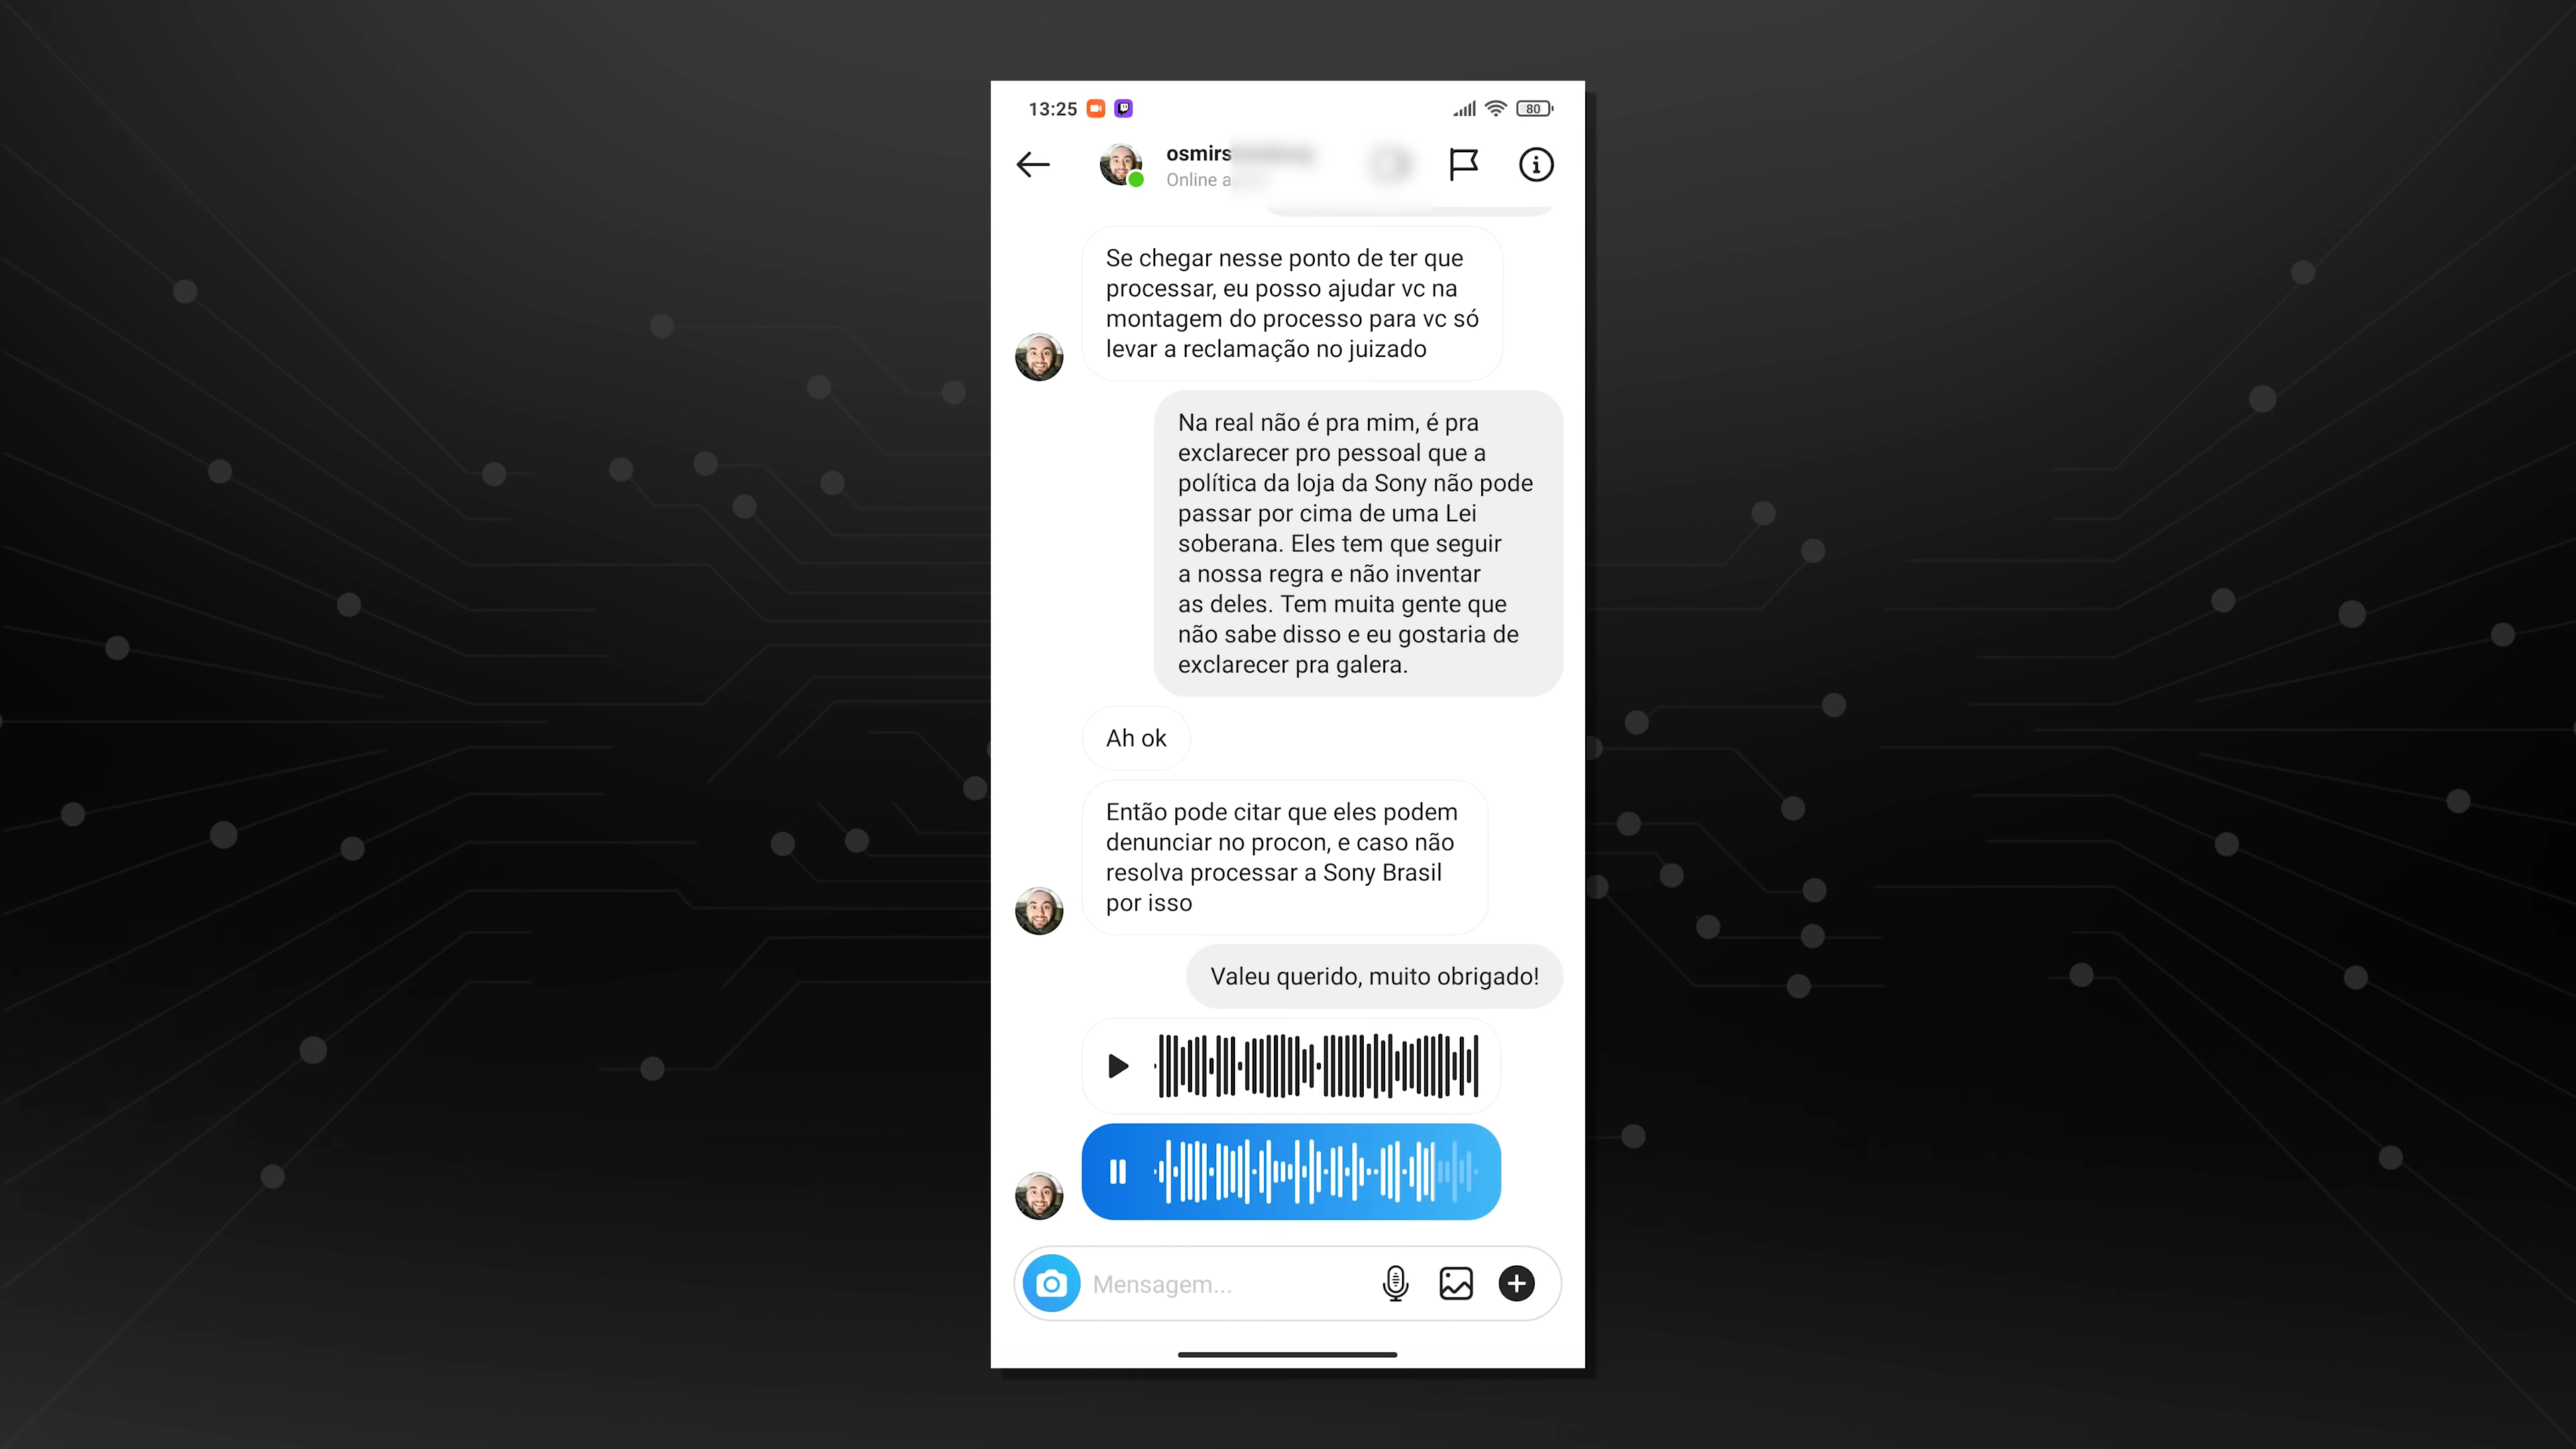 13:25
80
osmirs
Online a
Se chegar nesse ponto de ter que
processar, eu posso ajudar vc na
montagem do processo para vc só
levar a reclamação no juizado
Na real não é pra mim, é pra
exclarecer pro pessoal que a
política da loja da Sony não pode
passar por cima de uma Lei
soberana. Eles tem que seguir
a nossa regra e não inventar
as deles. Tem muita gente que
não sabe disso e eu gostaria de
exclarecer pra galera.
Ah ok
Então pode citar que eles podem
denunciar no procon, e caso não
resolva processar a Sony Brasil
por isso
Valeu querido, muito obrigado!
Mensagem...